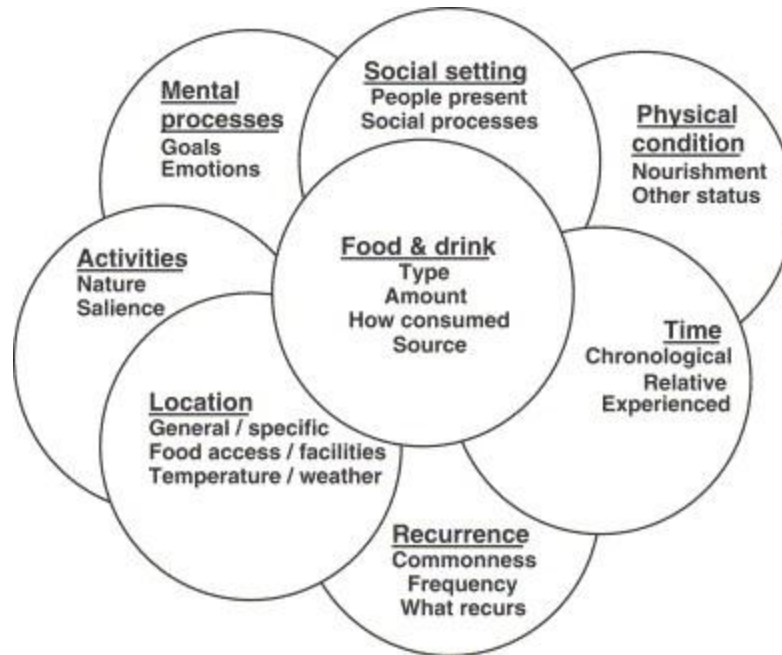 Mental
processes
Goals
Emotions
Social setting
People present
Social processes
Physical
condition
Nourishment
Other status
Activities
Nature
Salience
Food & drink
Type
Amount
How consumed
Source
Time
Chronological
Relative
Experienced
Location
General / specific
Food access / facilities
Temperature / weather
Recurrence
Commonness
Frequency
What recurs